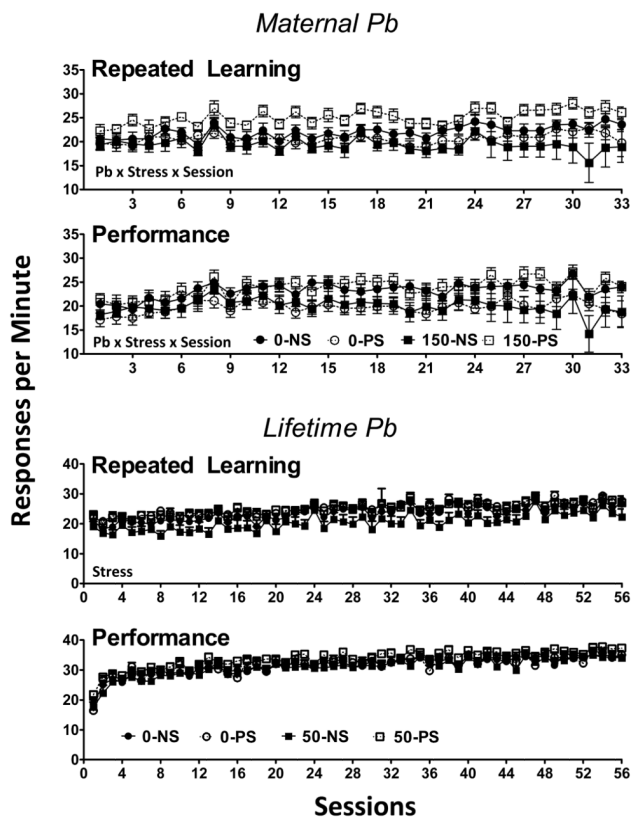 Maternal Pb
Repeated Learning
35
30
25
20
15
10
Pb x Stress x Session
3 6 9 12 15 18 21 24 27 30 33
Performance
35
30
25
20
15
10
Pb x Stress x Session
0-NS 0-PS 150-NS 150-PS
3 6 9 12 15 18 21 24 27 30 33
Responses per Minute
Lifetime Pb
Repeated Learning
40
30
20
10
0
Stress
0 4 8 12 16 20 24 28 32 36 40 44 48 52 56
Performance
40
30
20
10
0
0-NS 0-PS 50-NS 50-PS
0 4 8 12 16 20 24 28 32 36 40 44 48 52 56
Sessions